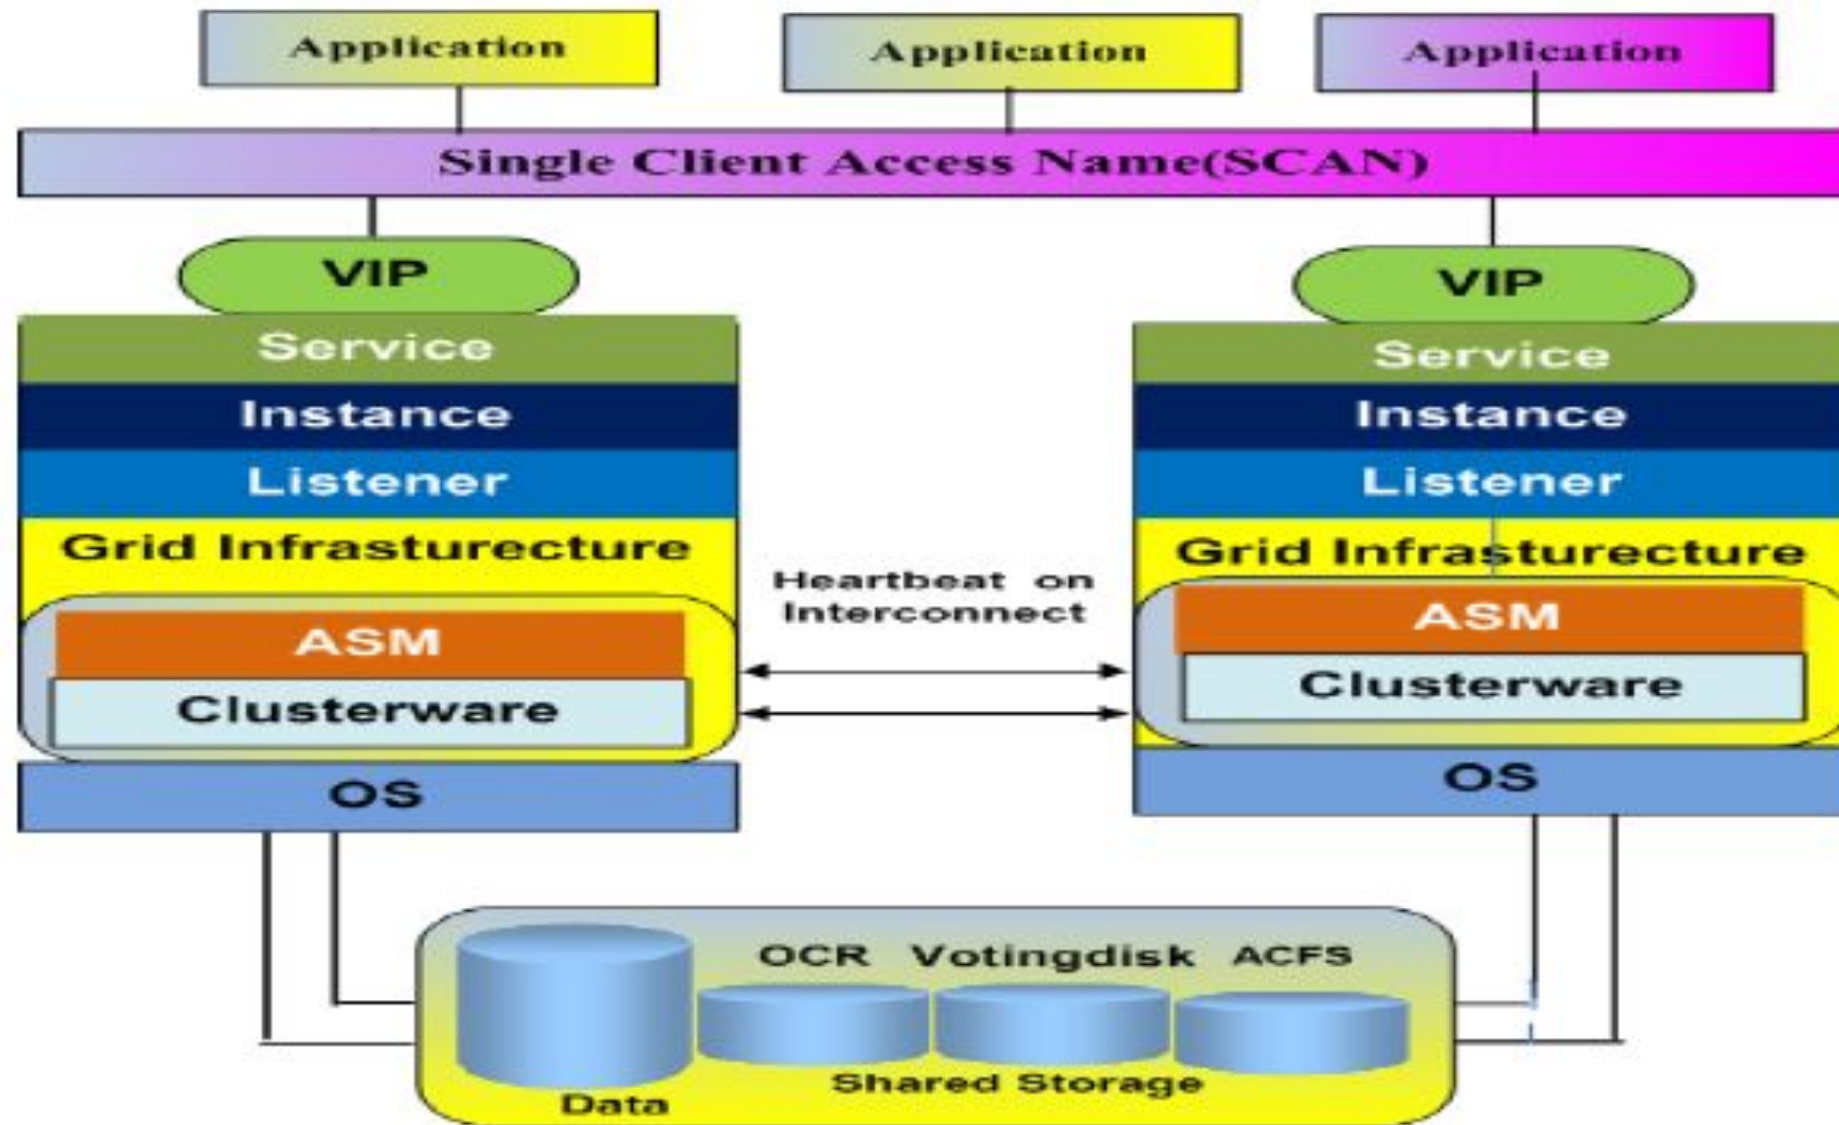 Application
Application
Application
Single Client Access Name(SCAN)
VIP
Service
Instance
Listener
Grid Infrasturecture
ASM
Clusterware
OS
Heartbeat on
Interconnect
VIP
Service
Instance
Listener
Grid Infrasturecture
ASM
Clusterware
OS
OCR Votingdisk ACFS
Shared Storage
Data